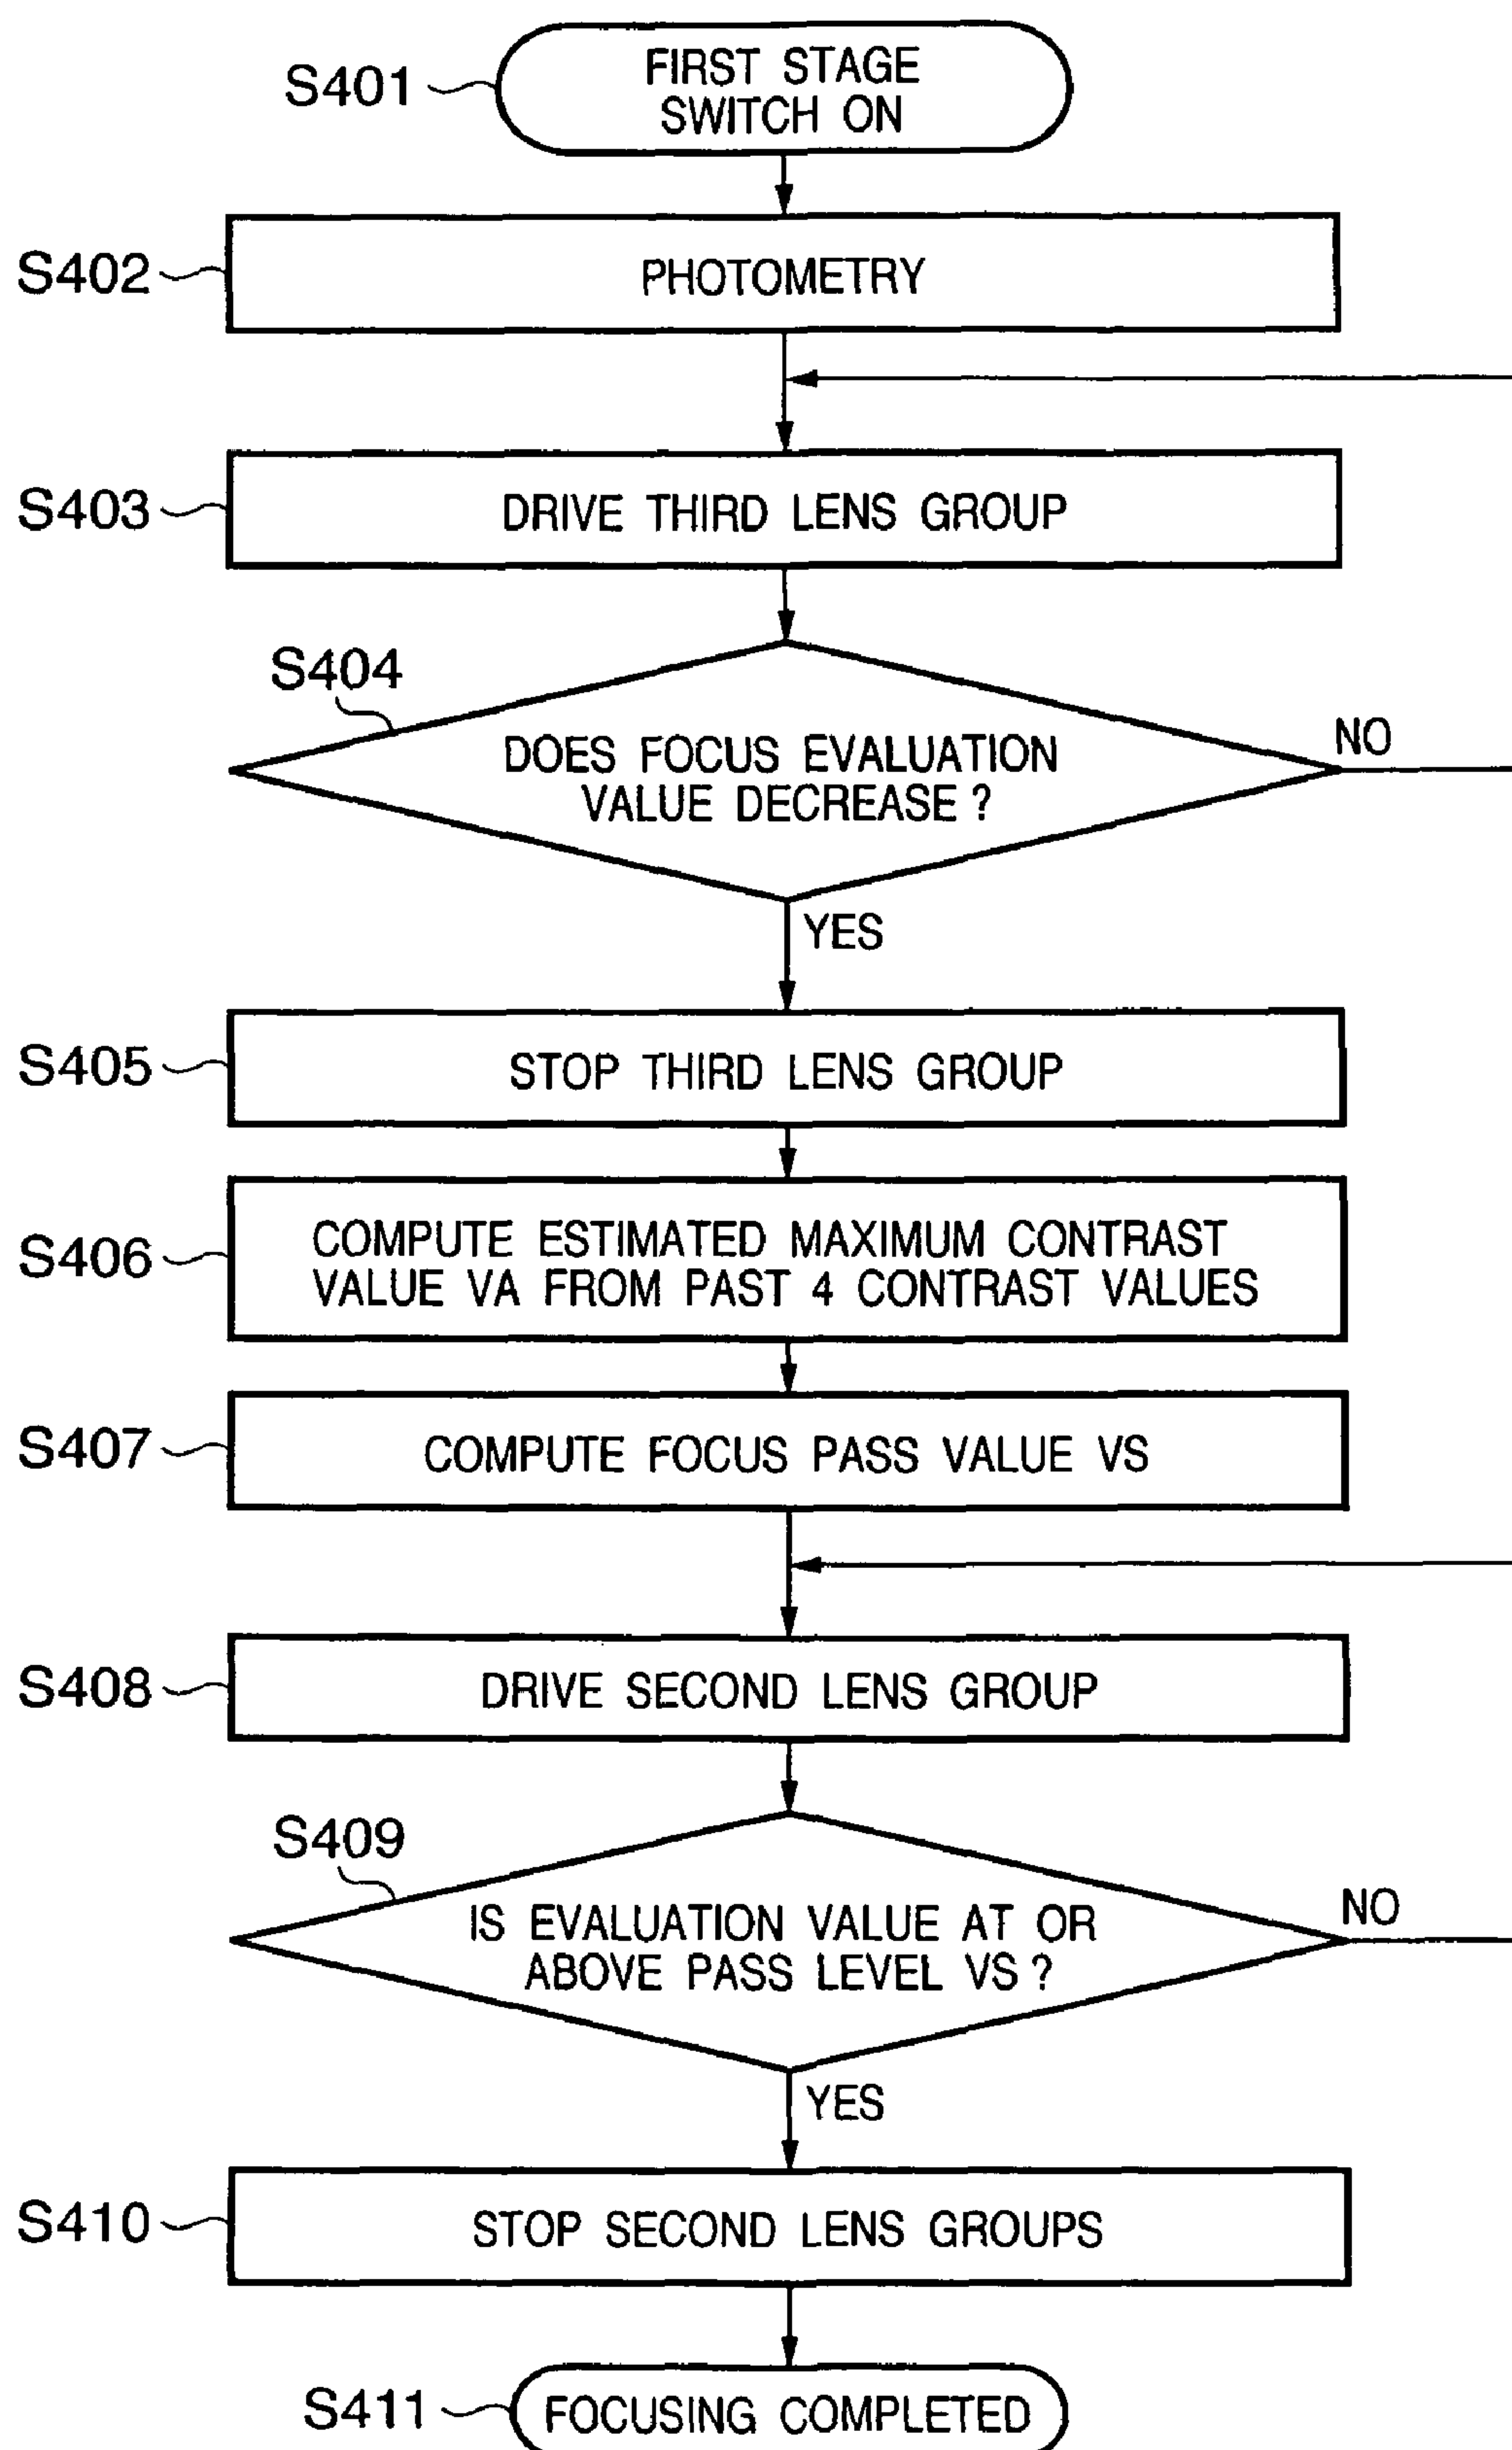 S401
FIRST STAGE
SWITCH ON
S402
PHOTOMETRY
S403
DRIVE THIRD LENS GROUP
S404
DOES FOCUS EVALUATION
VALUE DECREASE ?
NO
YES
S405
STOP THIRD LENS GROUP
S406
COMPUTE ESTIMATED MAXIMUM CONTRAST
VALUE VA FROM PAST 4 CONTRAST VALUES
S407
COMPUTE FOCUS PASS VALUE VS
S408
DRIVE SECOND LENS GROUP
S409
IS EVALUATION VALUE AT OR
ABOVE PASS LEVEL VS ?
NO
YES
S410
STOP SECOND LENS GROUPS
S411
FOCUSING COMPLETED